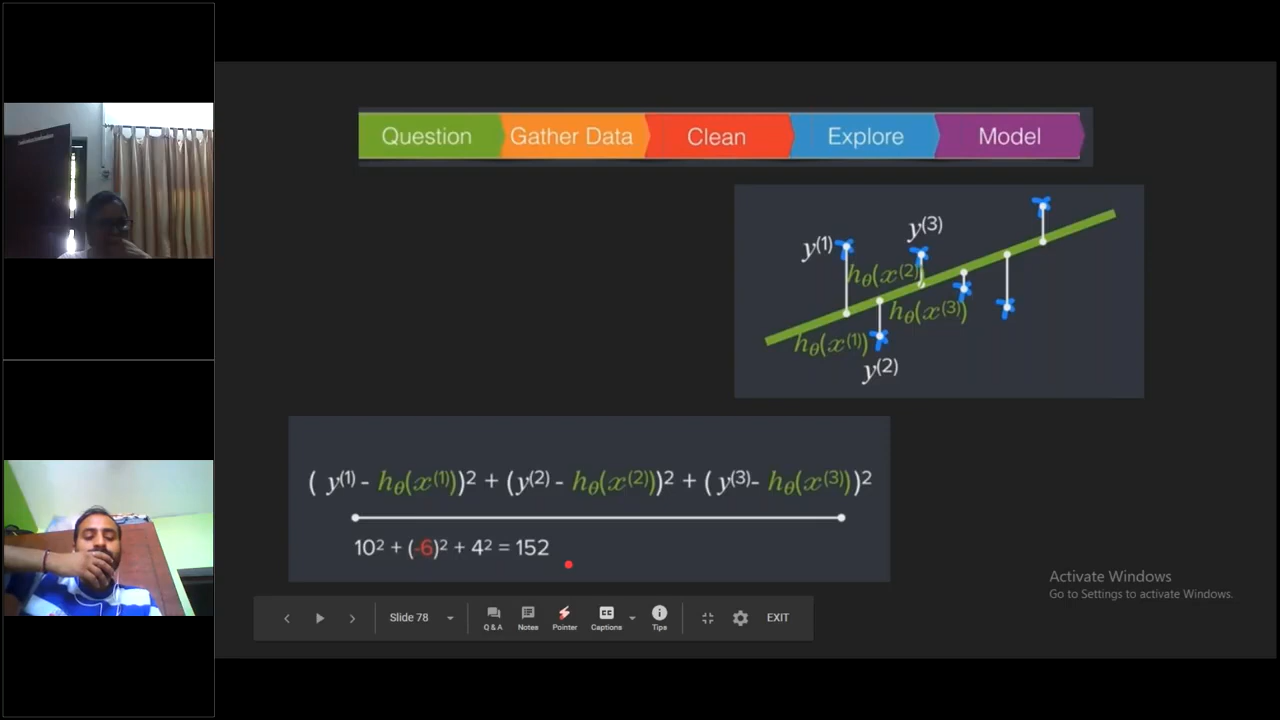 Question Gather Data Clean Explore Model
y(1)
y(3)
hθ(x(2)
hθ(x(3))
hθ(x(1))
y(2)
( y(1) - hθ(x(1)))2 + (y(2) - hθ(x(2)))2 + ( y(3)- hθ(x(3)))2
10² + (-6)² + 4² = 152
Activate Windows
Go to Settings to activate Windows.
Slide 78
Q & A Notes Pointer Captions Tips
EXIT